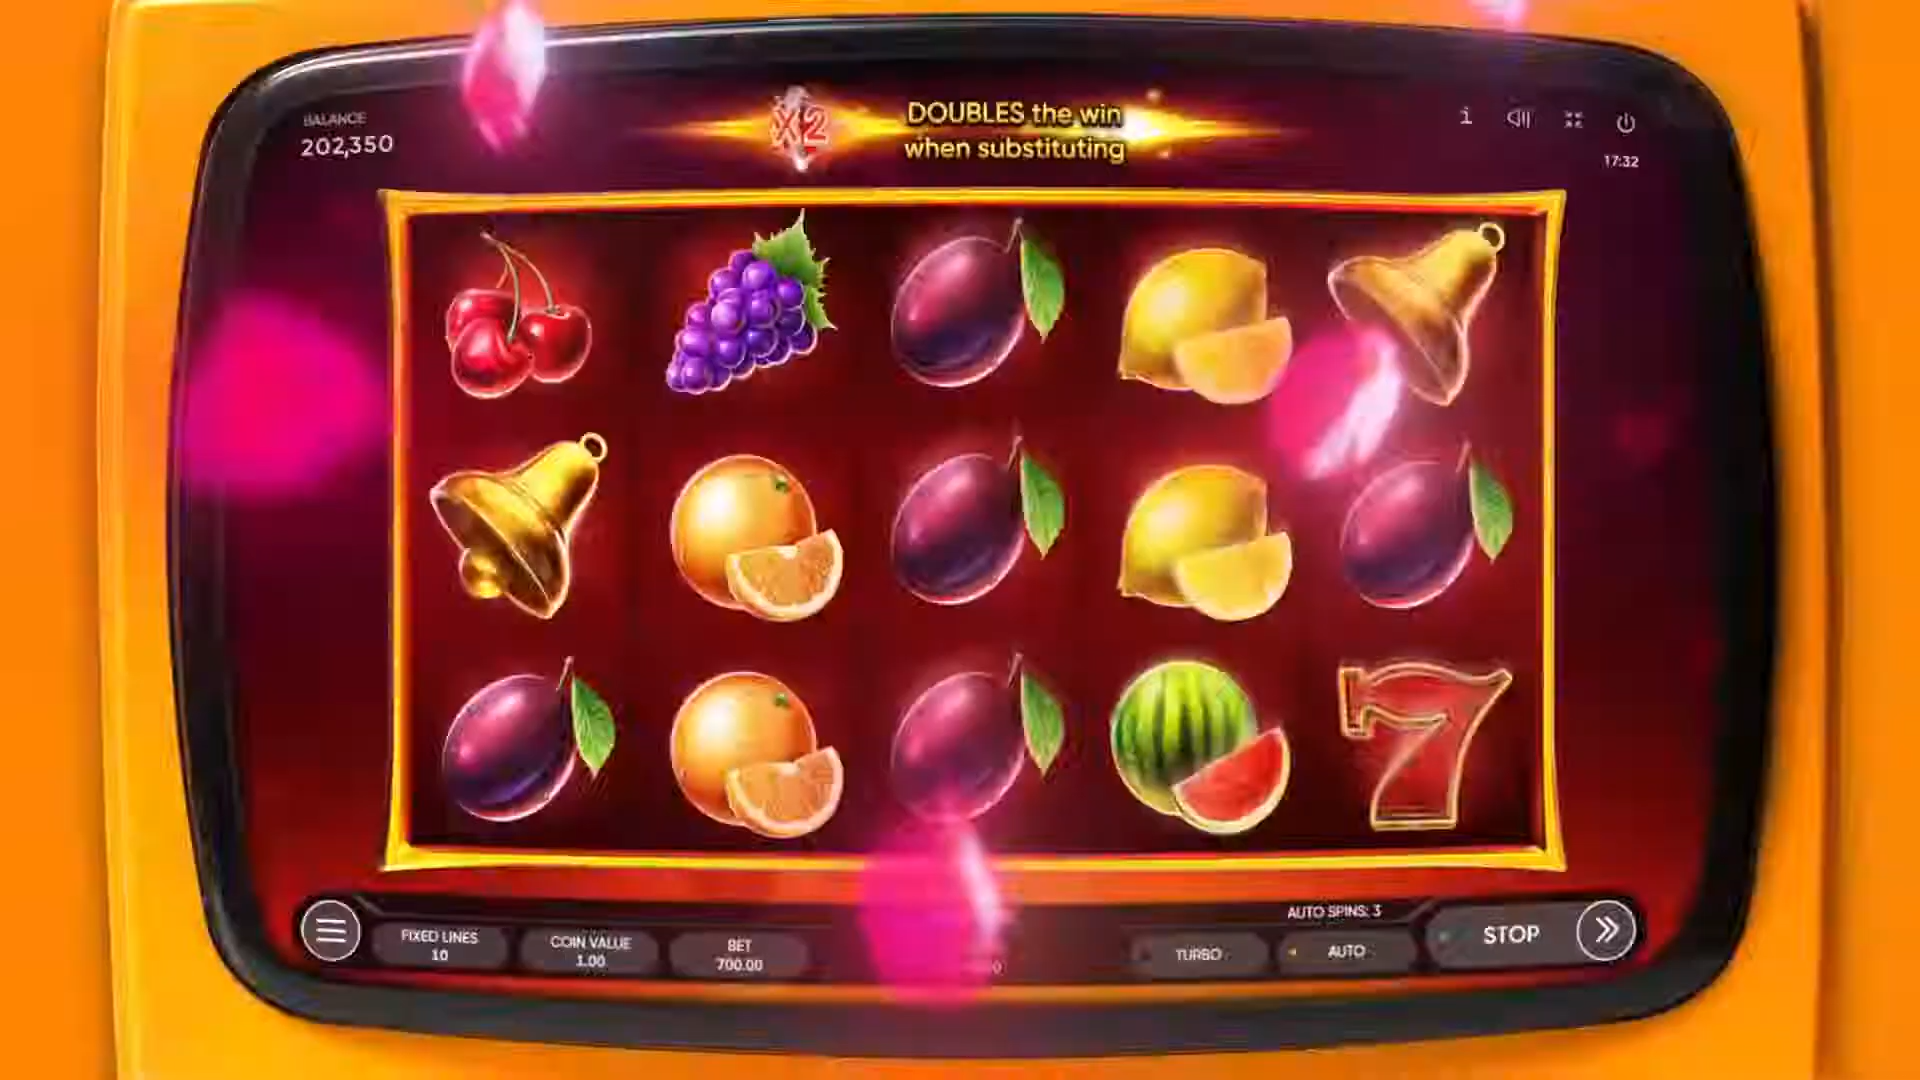 BALANCE
202,350
X2
DOUBLES the win
when substituting
i
17:32
7
AUTO SPINS: 3
FIXED LINES
10
COIN VALUE
1.00
BET
700.00
TURBO
AUTO
STOP